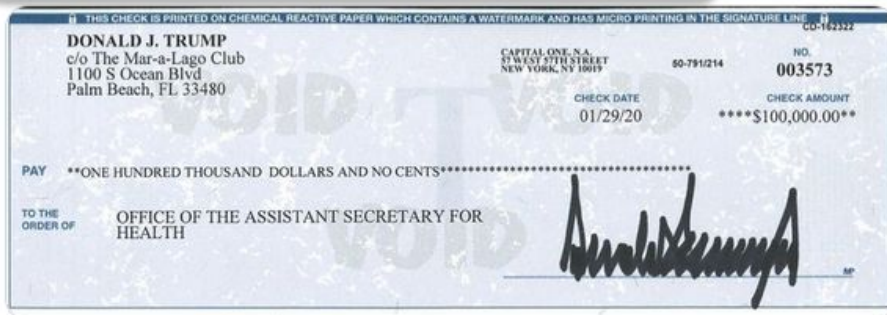 THIS CHECK IS PRINTED ON CHEMICAL REACTIVE PAPER WHICH CONTAINS A WATERMARK AND HAS MICRO PRINTING IN THE SIGNATURE LINE
CD-162322
DONALD J. TRUMP
c/o The Mar-a-Lago Club
1100 S Ocean Blvd
Palm Beach, FL 33480
CAPITAL ONE, N.A.
57 WEST 57TH STREET
NEW YORK, NY 10019
50-791/214
NO.
003573
CHECK DATE
01/29/20
CHECK AMOUNT
****$100,000.00**
VOID VOID
PAY **ONE HUNDRED THOUSAND DOLLARS AND NO CENTS****************************************
TO THE
ORDER OF
OFFICE OF THE ASSISTANT SECRETARY FOR
HEALTH
VOID
MP